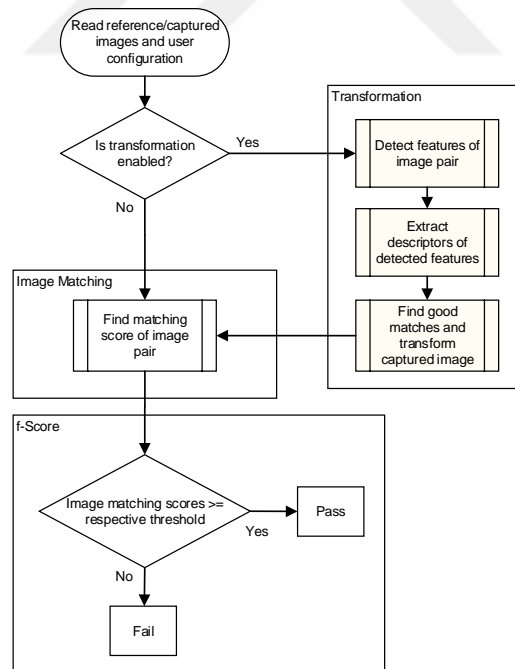 Read reference/captured
images and user
configuration
Transformation
Is transformation
enabled?
Yes
No
Detect features of
image pair
Extract
descriptors of
detected features
Find good
matches and
transform
captured image
Image Matching
Find matching
score of image
pair
f-Score
Image matching scores >=
respective threshold
Yes
Pass
No
Fail